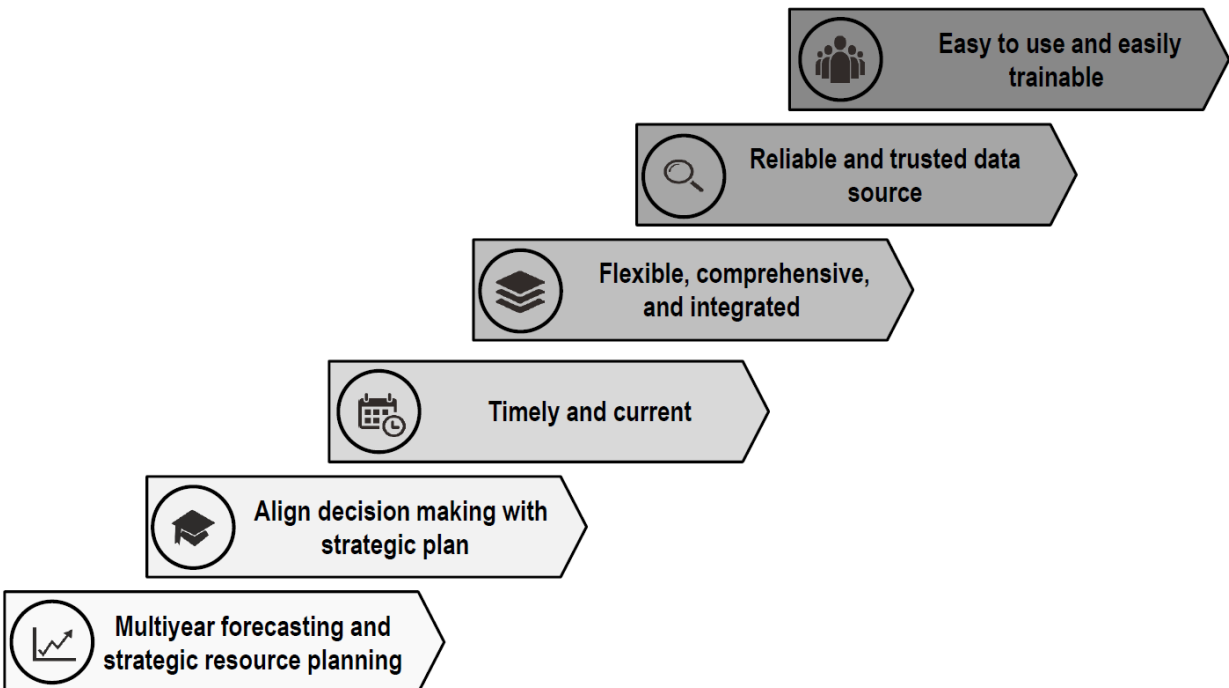 Easy to use and easily
trainable
Reliable and trusted data
source
Flexible, comprehensive,
and integrated
Timely and current
Align decision making with
strategic plan
Multiyear forecasting and
strategic resource planning